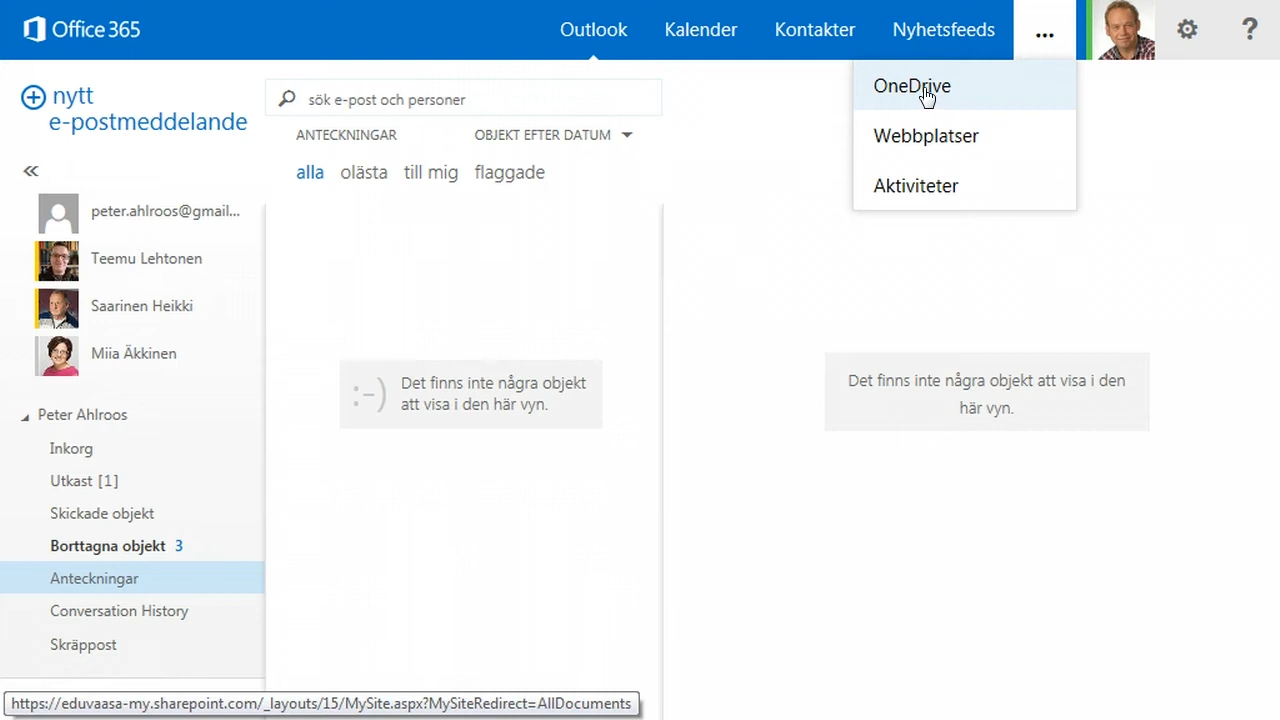 Office 365
Outlook
Kalender
Kontakter
Nyhetsfeeds
...
?
OneDrive
Webbplatser
Aktiviteter
nytt
e-postmeddelande
sök e-post och personer
ANTECKNINGAR
OBJEKT EFTER DATUM
alla
olästa
till mig
flaggade
peter.ahlroos@gmail...
Teemu Lehtonen
Saarinen Heikki
Miia Äkkinen
Peter Ahlroos
Inkorg
Utkast [1]
Skickade objekt
Borttagna objekt 3
Anteckningar
Conversation History
Skräppost
:-)
Det finns inte några objekt
att visa i den här vyn.
Det finns inte några objekt att visa i den
här vyn.
https://eduvaasa-my.sharepoint.com/_layouts/15/MySite.aspx?MySiteRedirect=AllDocuments